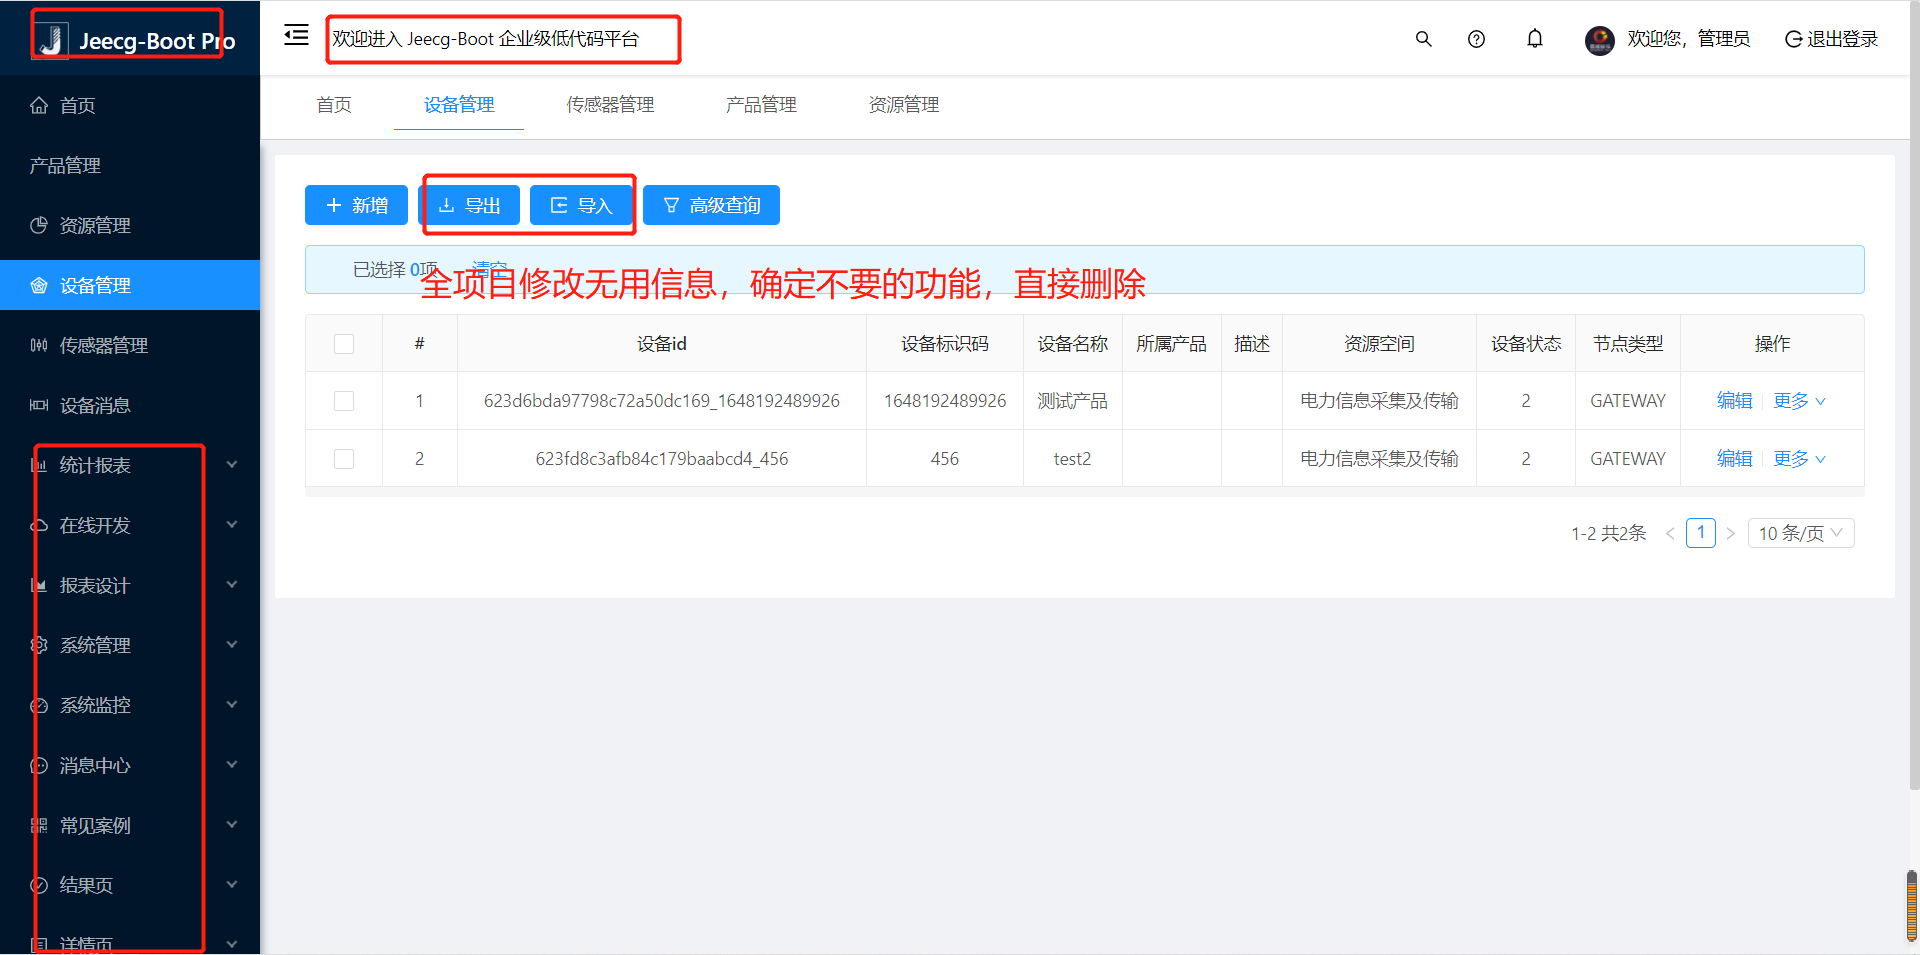 Jeecg-Boot Pro
欢迎进入 Jeecg-Boot 企业级低代码平台
欢迎您，管理员
退出登录
首页
产品管理
资源管理
设备管理
传感器管理
设备消息
统计报表
在线开发
报表设计
系统管理
系统监控
消息中心
常见案例
结果页
详情页
首页 设备管理 传感器管理 产品管理 资源管理
新增 导出 导入 高级查询
已选择 0项 清空
全项目修改无用信息，确定不要的功能，直接删除
# 设备id 设备标识码 设备名称 所属产品 描述 资源空间 设备状态 节点类型 操作
1 623d6bda97798c72a50dc169_1648192489926 1648192489926 测试产品 电力信息采集及传输 2 GATEWAY 编辑 更多
2 623fd8c3afb84c179baabcd4_456 456 test2 电力信息采集及传输 2 GATEWAY 编辑 更多
1-2 共2条 < 1 > 10 条/页